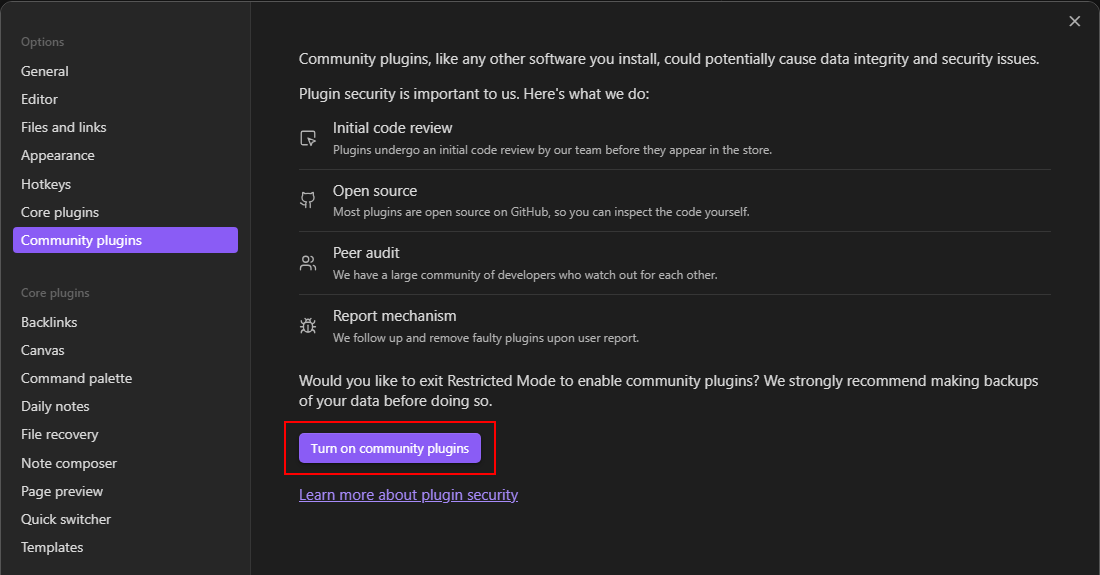 Options
General
Editor
Files and links
Appearance
Hotkeys
Core plugins
Community plugins
Core plugins
Backlinks
Canvas
Command palette
Daily notes
File recovery
Note composer
Page preview
Quick switcher
Templates
Community plugins, like any other software you install, could potentially cause data integrity and security issues.
Plugin security is important to us. Here's what we do:
Initial code review
Plugins undergo an initial code review by our team before they appear in the store.
Open source
Most plugins are open source on GitHub, so you can inspect the code yourself.
Peer audit
We have a large community of developers who watch out for each other.
Report mechanism
We follow up and remove faulty plugins upon user report.
Would you like to exit Restricted Mode to enable community plugins? We strongly recommend making backups
of your data before doing so.
Turn on community plugins
Learn more about plugin security